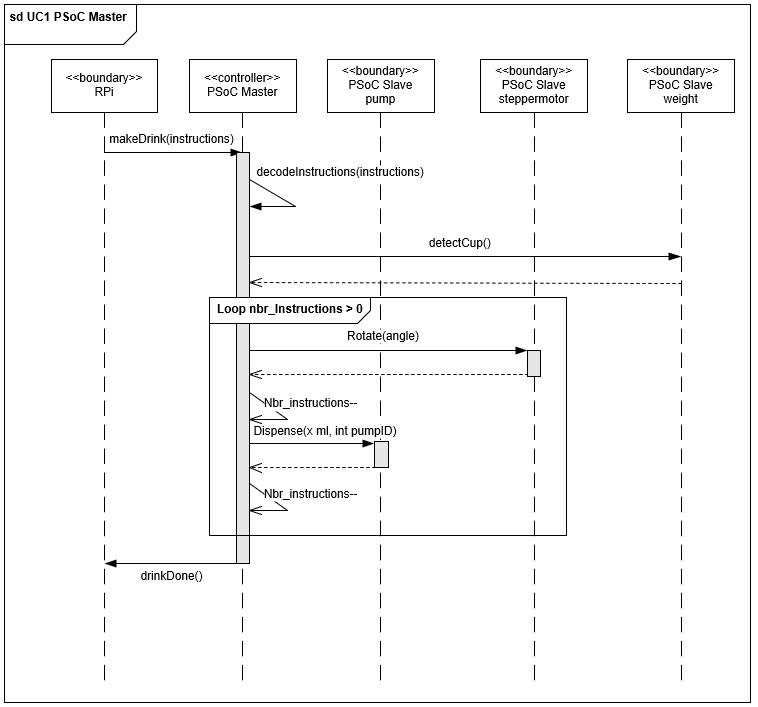 sd UC1 PSoC Master
<<boundary>>
RPi
<<controller>>
PSoC Master
<<boundary>>
PSoC Slave
pump
<<boundary>>
PSoC Slave
steppermotor
<<boundary>>
PSoC Slave
weight
makeDrink(instructions)
decodeInstructions(instructions)
detectCup()
Loop nbr_Instructions > 0
Rotate(angle)
Nbr_instructions--
Dispense(x ml, int pumpID)
Nbr_instructions--
drinkDone()